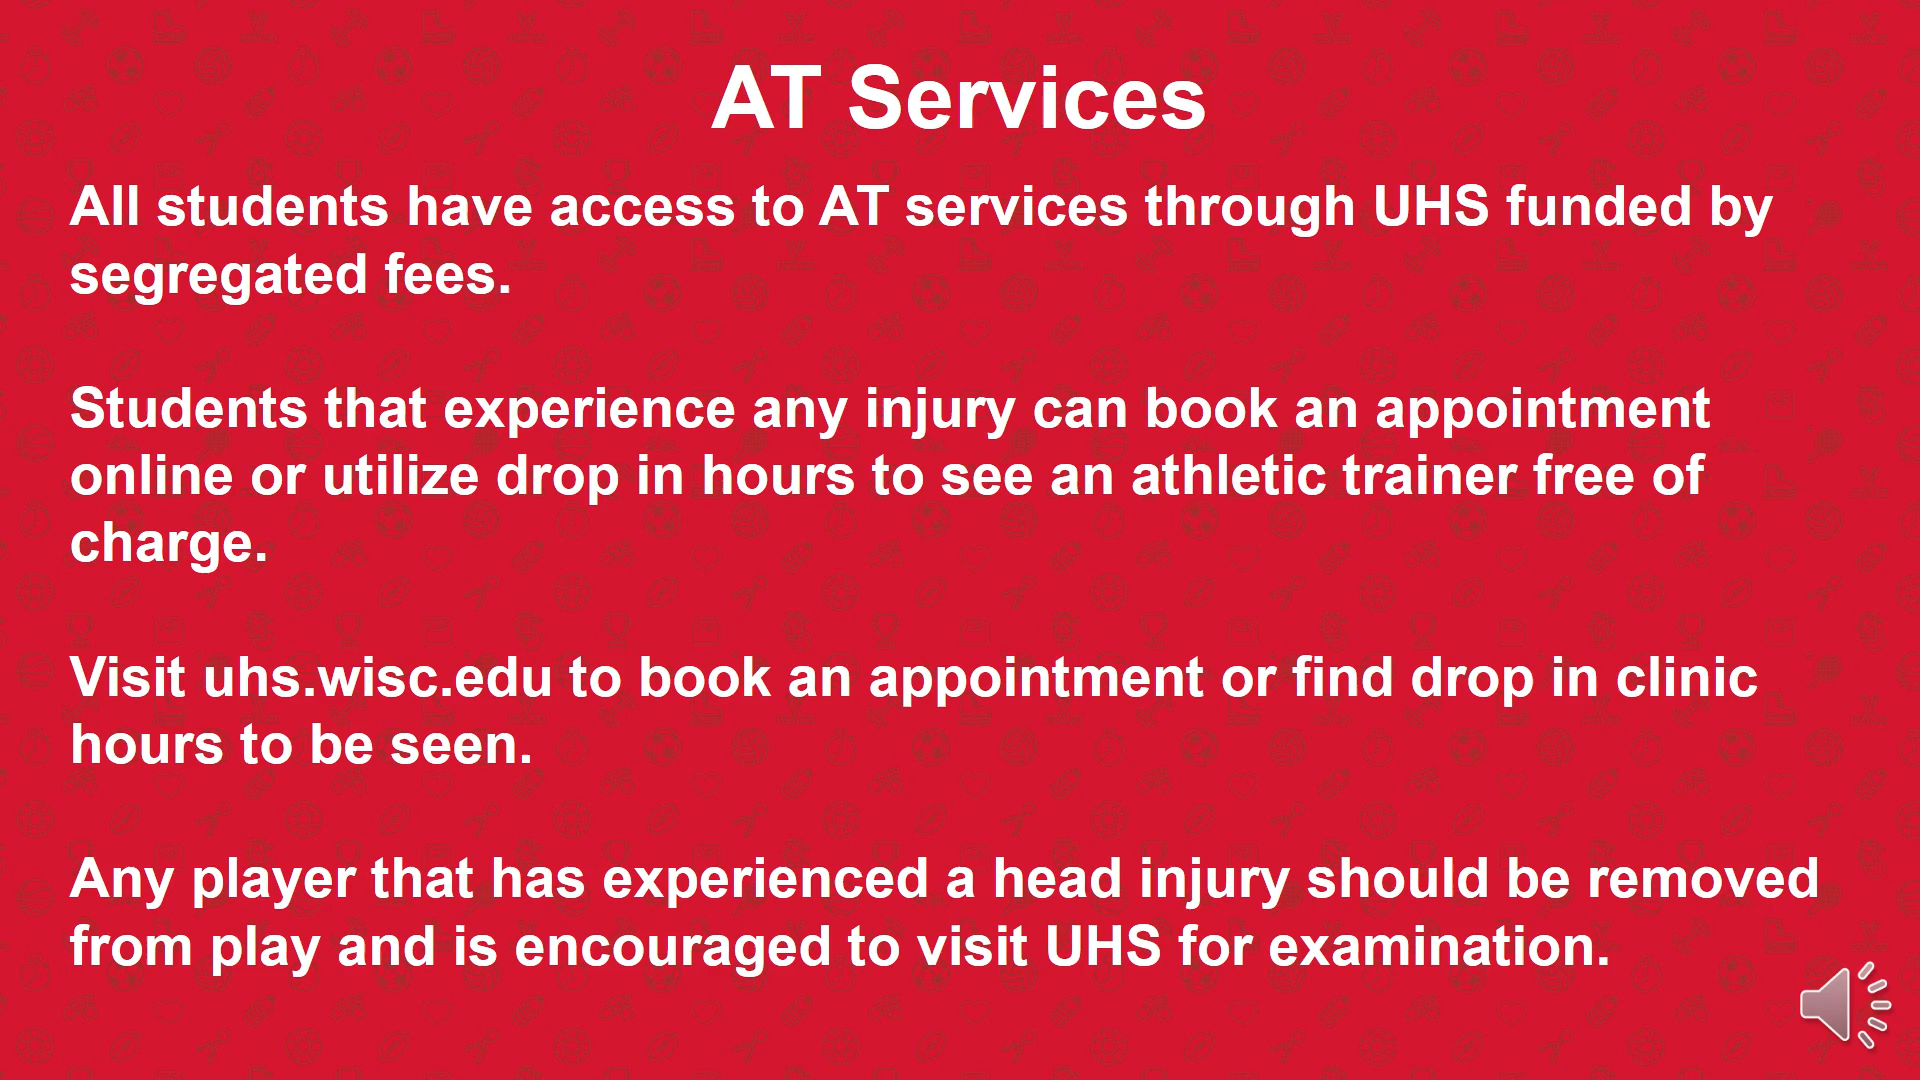 AT Services
All students have access to AT services through UHS funded by
segregated fees.
Students that experience any injury can book an appointment
online or utilize drop in hours to see an athletic trainer free of
charge.
Visit uhs.wisc.edu to book an appointment or find drop in clinic
hours to be seen.
Any player that has experienced a head injury should be removed
from play and is encouraged to visit UHS for examination.